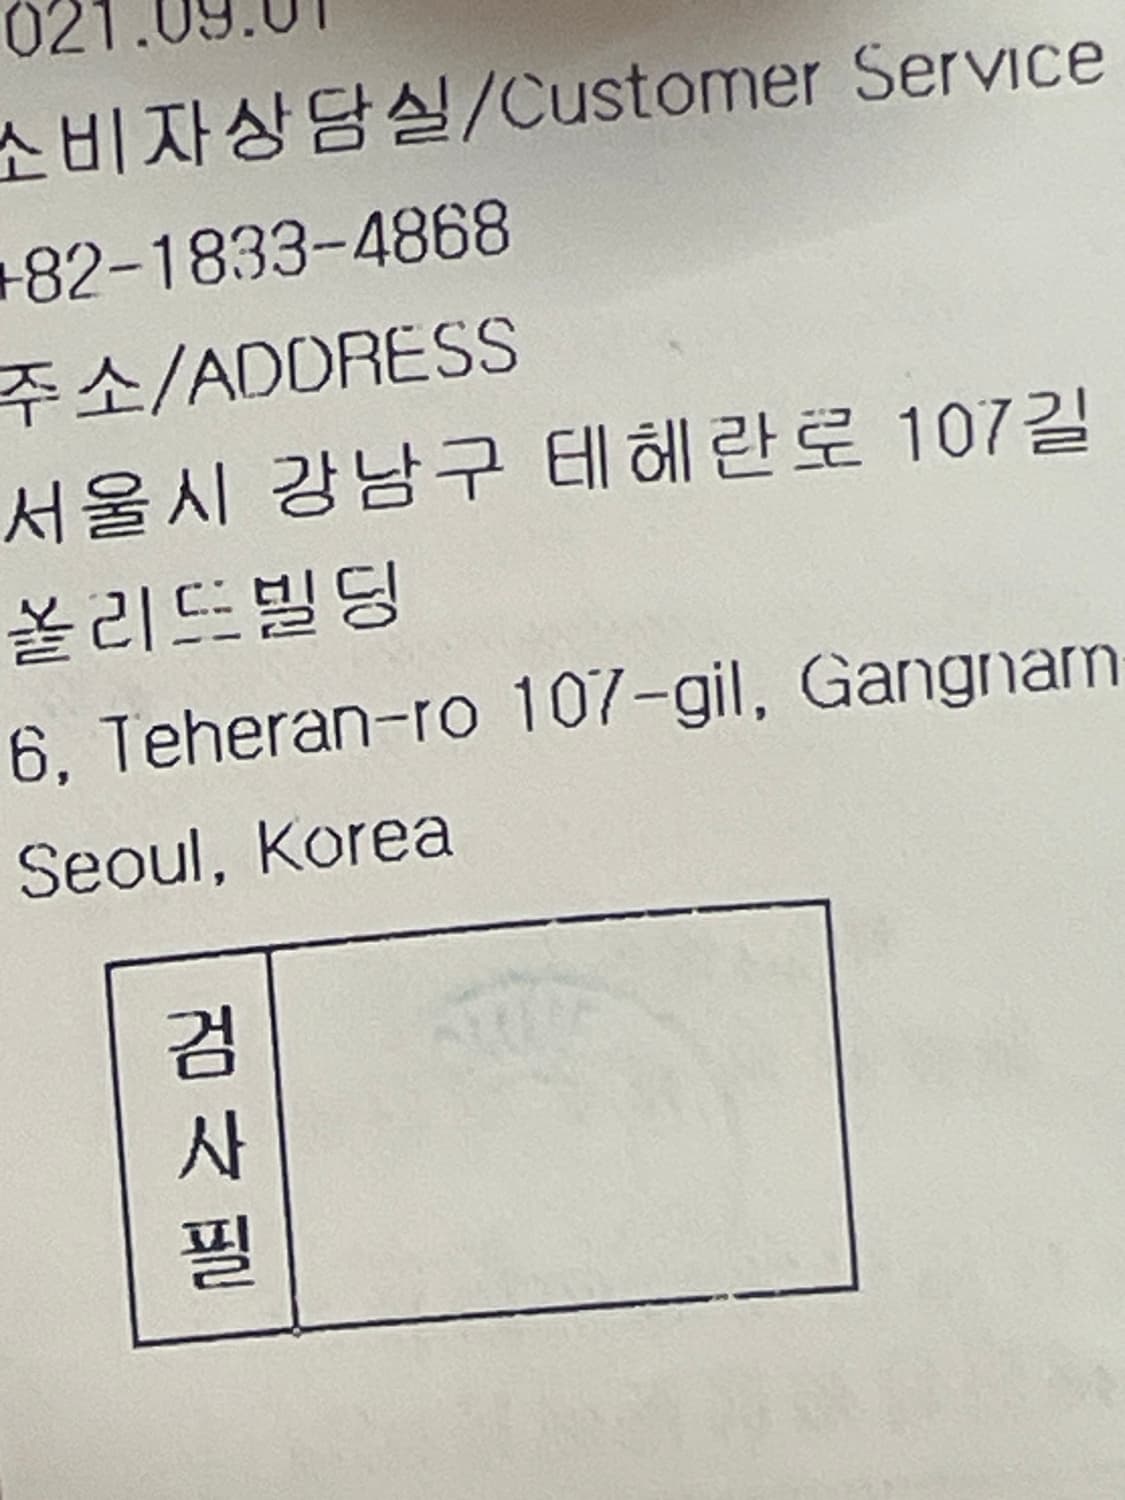 021.09.01
소비자상담실/Customer Service
+82-1833-4868
주소/ADDRESS
서울시 강남구 테헤란로 107길
쏠리드빌딩
6, Teheran-ro 107-gil, Gangnam-
Seoul, Korea
검
사
필